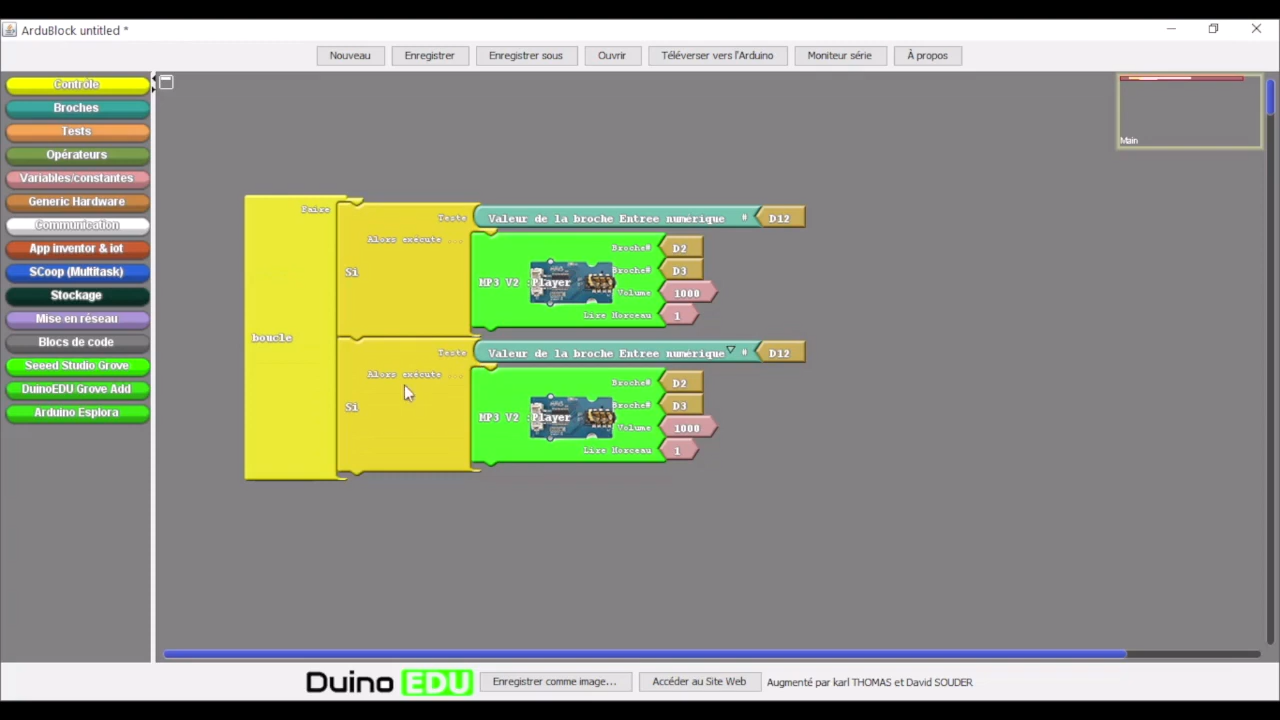 ArduBlock untitled *
Nouveau Enregistrer Enregistrer sous Ouvrir Téléverser vers l'Arduino Moniteur série À propos
Contrôle
Broches
Tests
Opérateurs
Variables/constantes
Generic Hardware
Communication
App inventor & iot
SCoop (Multitask)
Stockage
Mise en réseau
Blocs de code
Seeed Studio Grove
DuinoEDU Grove Add
Arduino Esplora
Main
boucle
Faire
Si
Teste
Valeur de la broche Entree numérique # D12
Alors exécute ...
MP3 V2 :Player
Broche# D2
Broche# D3
Volume 1000
Lire Morceau 1
Si
Teste
Valeur de la broche Entree numérique # D12
Alors exécute ...
MP3 V2 :Player
Broche# D2
Broche# D3
Volume 1000
Lire Morceau 1
Duino EDU Enregistrer comme image... Accéder au Site Web Augmenté par karl THOMAS et David SOUDER